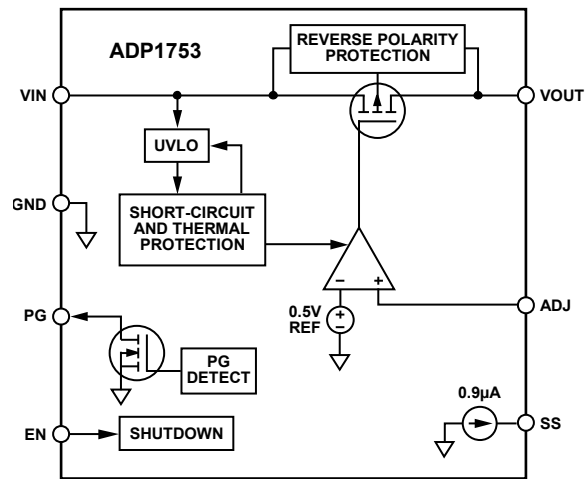 ADP1753
REVERSE POLARITY
PROTECTION
VIN
VOUT
UVLO
GND
SHORT-CIRCUIT
AND THERMAL
PROTECTION
− +
0.5V
REF
+
−
PG
ADJ
PG
DETECT
0.9µA
EN
SHUTDOWN
SS